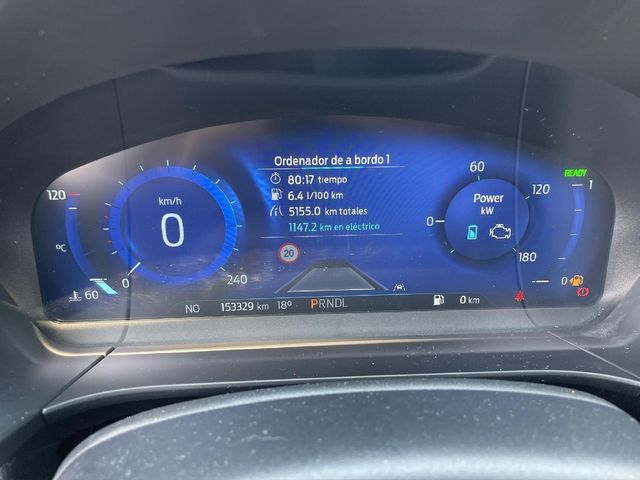 Ordenador de a bordo 1
80:17 tiempo
6.4 l/100 km
5155.0 km totales
1147.2 km en eléctrico
20
120
ºC
60
km/h
0
0
240
60
Power
kW
120
0
180
READY
1
0
NO 153329 km 18º PRNDL 0 km